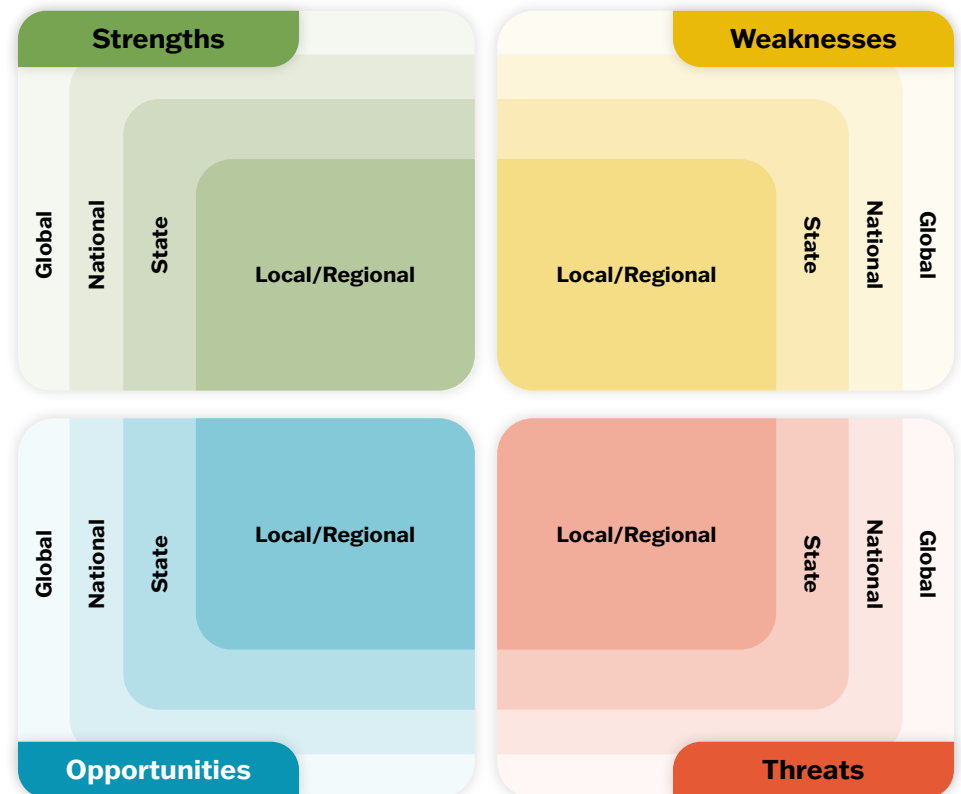 Strengths
Global
National
State
Local/Regional
Weaknesses
Local/Regional
State
National
Global
Global
National
State
Local/Regional
Opportunities
Local/Regional
State
National
Global
Threats